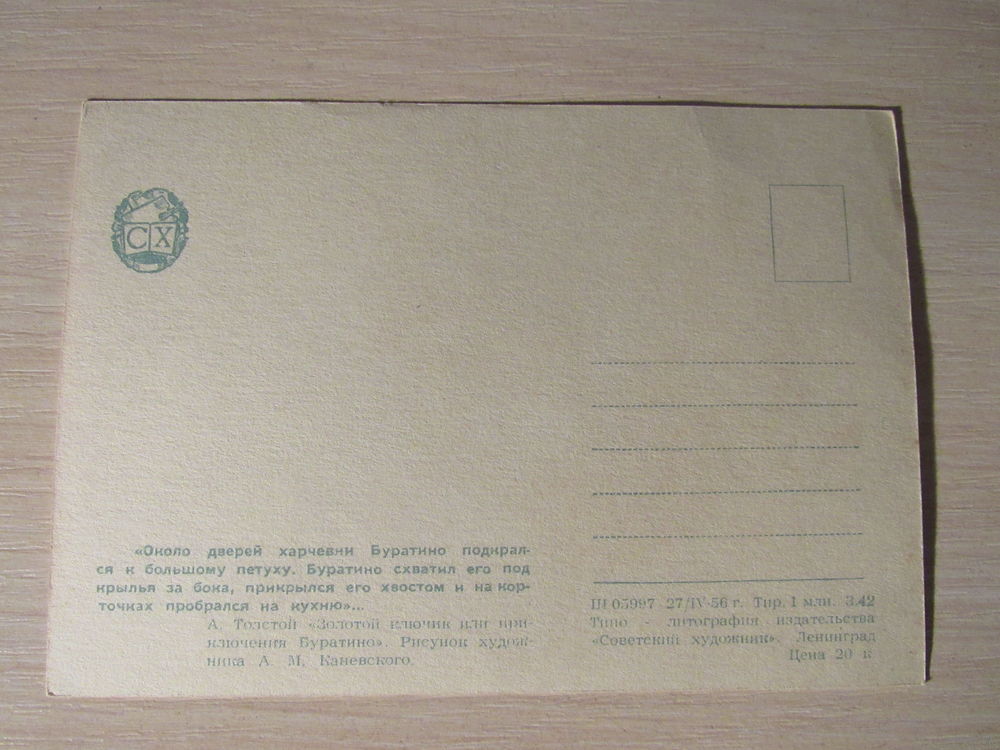 СХ
«Около дверей харчевни Буратино подкрал-
ся к большому петуху. Буратино схватил его под
крылья за бока, прикрылся его хвостом и на кор-
точках пробрался на кухню»...
А. Толстой «Золотой ключик или при-
ключения Буратино». Рисунок худож-
ника А. М. Каневского.
Ш 05997 27/IV-56 г. Тир. 1 млн. 3.42
Типо - литография издательства
«Советский художник». Ленинград
Цена 20 к